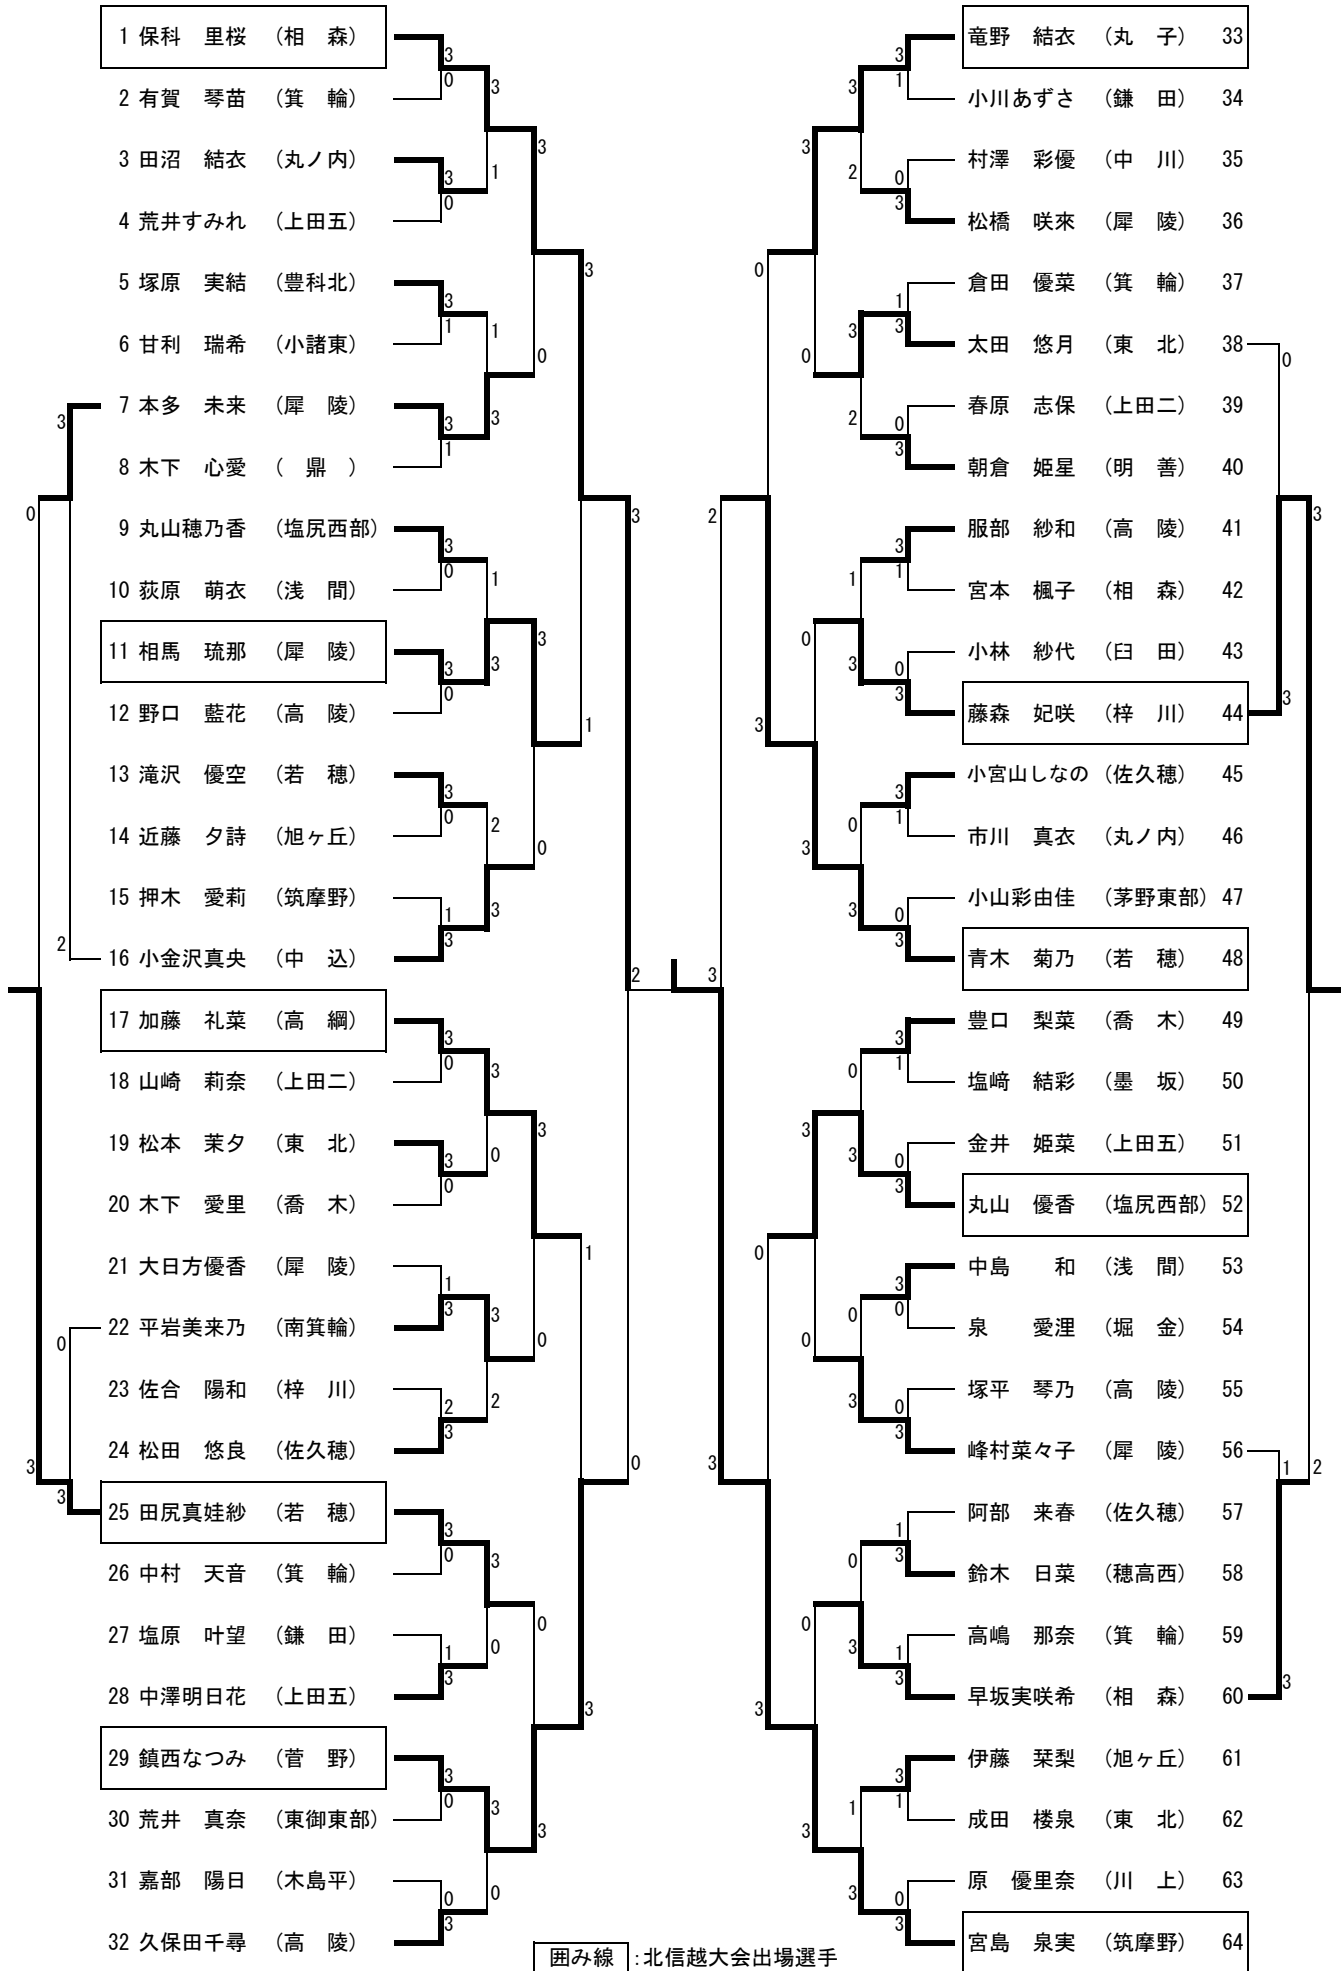 1 保科　里桜　（相　森）
2 有賀　琴苗　（箕　輪）
3 田沼　結衣　（丸ノ内）
4 荒井すみれ　（上田五）
5 塚原　実結　（豊科北）
6 甘利　瑞希　（小諸東）
7 本多　未来　（犀　陵）
8 木下　心愛　（　鼎　）
9 丸山穂乃香　（塩尻西部）
10 荻原　萌衣　（浅　間）
11 相馬　琉那　（犀　陵）
12 野口　藍花　（高　陵）
13 滝沢　優空　（若　穂）
14 近藤　夕詩　（旭ヶ丘）
15 押木　愛莉　（筑摩野）
16 小金沢真央　（中　込）
17 加藤　礼菜　（高　綱）
18 山崎　莉奈　（上田二）
19 松本　茉夕　（東　北）
20 木下　愛里　（喬　木）
21 大日方優香　（犀　陵）
22 平岩美来乃　（南箕輪）
23 佐合　陽和　（梓　川）
24 松田　悠良　（佐久穂）
25 田尻真娃紗　（若　穂）
26 中村　天音　（箕　輪）
27 塩原　叶望　（鎌　田）
28 中澤明日花　（上田五）
29 鎮西なつみ　（菅　野）
30 荒井　真奈　（東御東部）
31 嘉部　陽日　（木島平）
32 久保田千尋　（高　陵）
竜野　結衣　（丸　子）　33
小川あずさ　（鎌　田）　34
村澤　彩優　（中　川）　35
松橋　咲來　（犀　陵）　36
倉田　優菜　（箕　輪）　37
太田　悠月　（東　北）　38
春原　志保　（上田二）　39
朝倉　姫星　（明　善）　40
服部　紗和　（高　陵）　41
宮本　楓子　（相　森）　42
小林　紗代　（臼　田）　43
藤森　妃咲　（梓　川）　44
小宮山しなの　（佐久穂）　45
市川　真衣　（丸ノ内）　46
小山彩由佳　（茅野東部）　47
青木　菊乃　（若　穂）　48
豊口　梨菜　（喬　木）　49
塩﨑　結彩　（墨　坂）　50
金井　姫菜　（上田五）　51
丸山　優香　（塩尻西部）　52
中島　　和　（浅　間）　53
泉　　愛浬　（堀　金）　54
塚平　琴乃　（高　陵）　55
峰村菜々子　（犀　陵）　56
阿部　来春　（佐久穂）　57
鈴木　日菜　（穂高西）　58
高嶋　那奈　（箕　輪）　59
早坂実咲希　（相　森）　60
伊藤　栞梨　（旭ヶ丘）　61
成田　楼泉　（東　北）　62
原　優里奈　（川　上）　63
宮島　泉実　（筑摩野）　64
囲み線：北信越大会出場選手